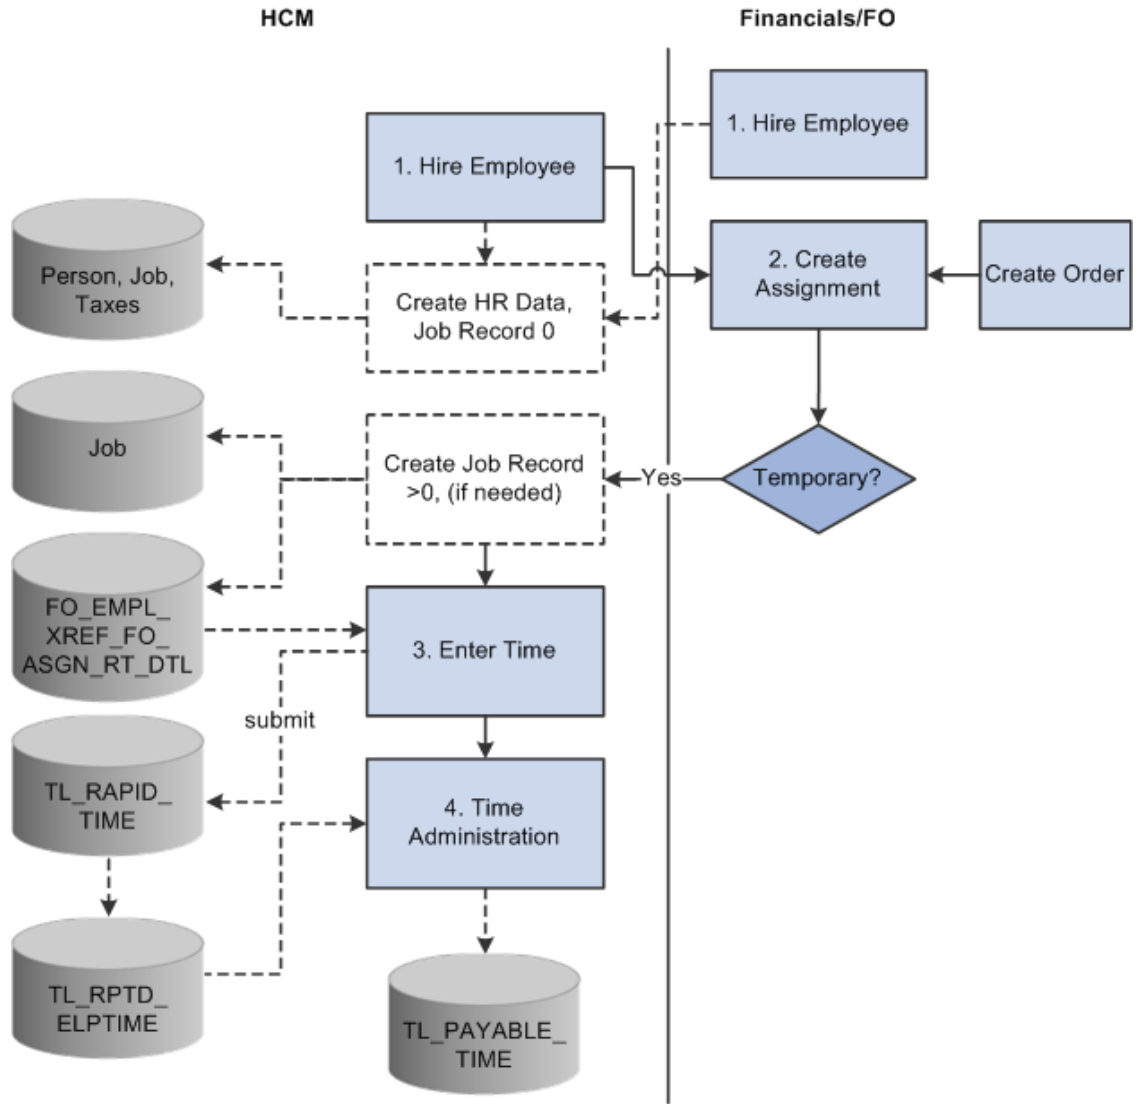 HCM
Financials/FO
1. Hire Employee
1. Hire Employee
Person, Job,
Taxes
Create HR Data,
Job Record 0
2. Create
Assignment
Create Order
Job
Create Job Record
>0, (if needed)
Yes
Temporary?
FO_EMPL_
XREF_FO_
ASGN_RT_DTL
3. Enter Time
submit
TL_RAPID_
TIME
4. Time
Administration
TL_RPTD_
ELPTIME
TL_PAYABLE_
TIME